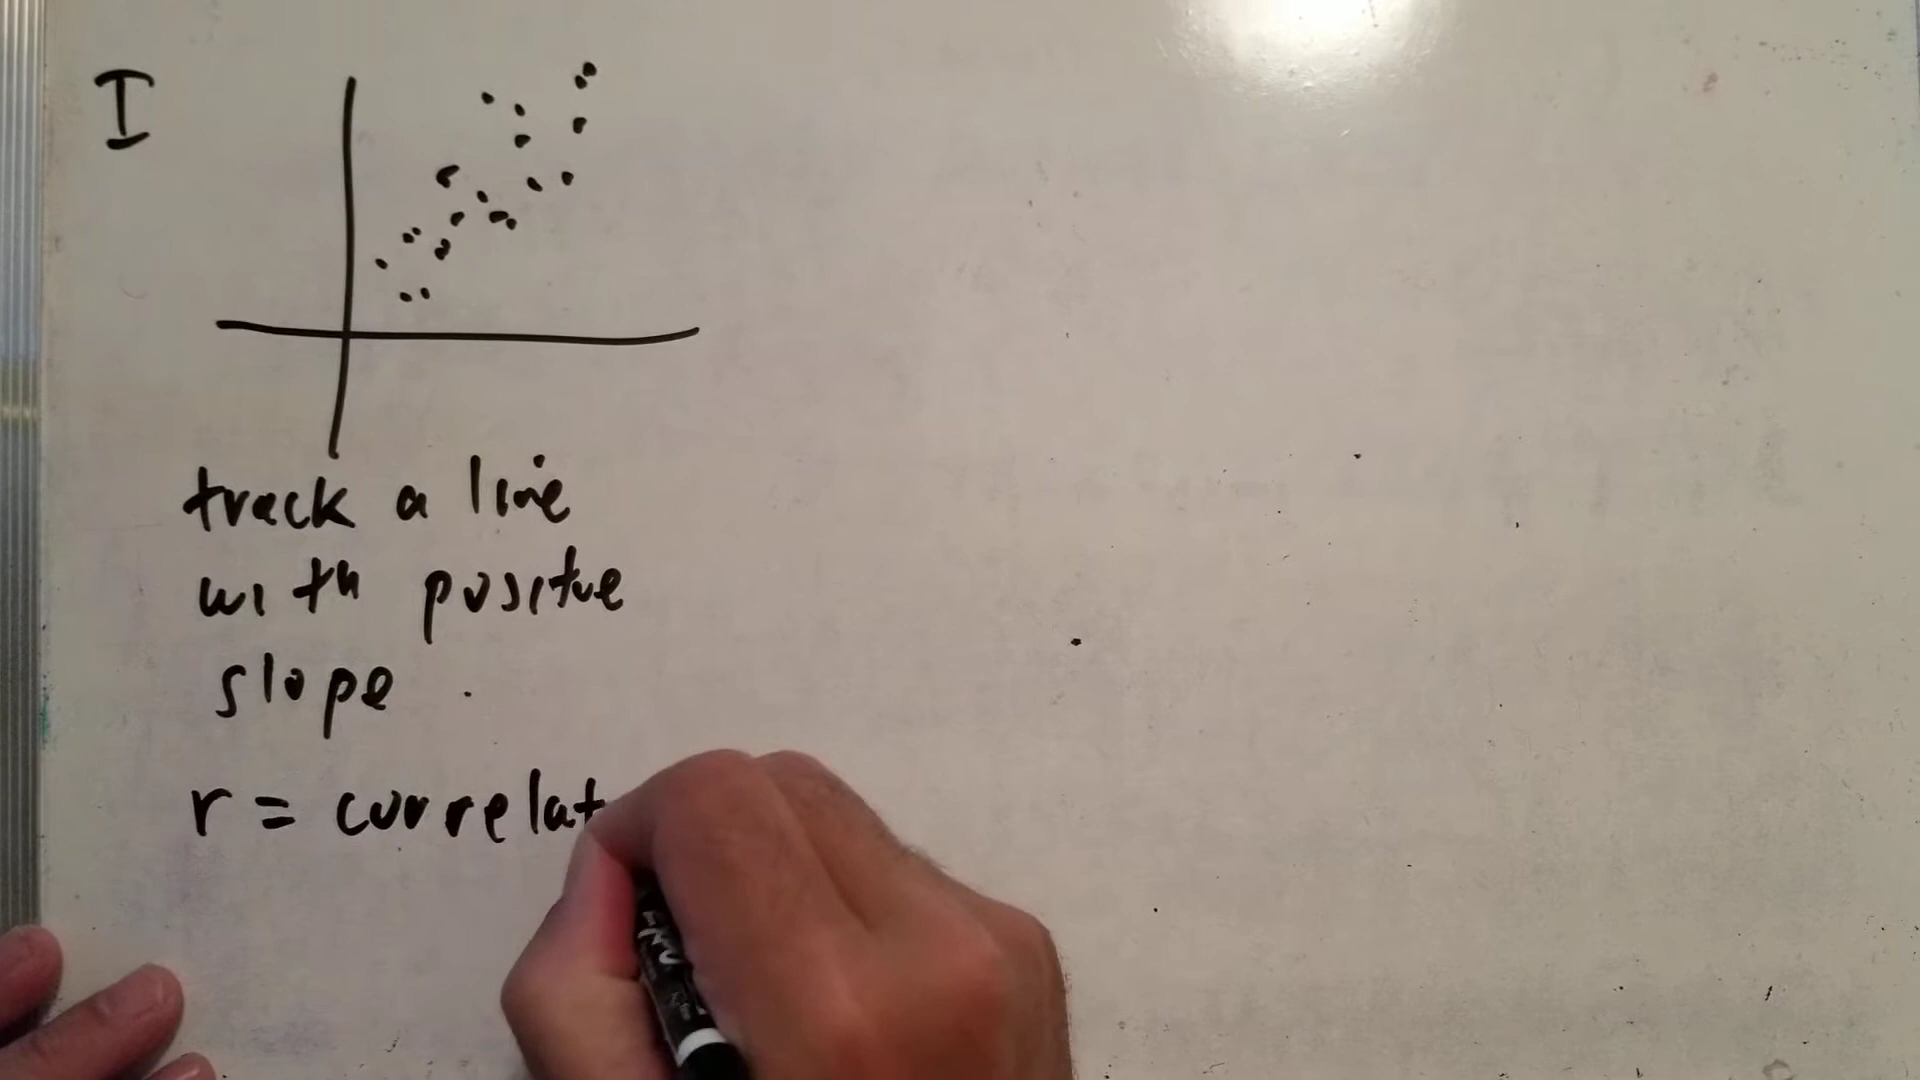 I
track a line
with positive
slope
r = correlat